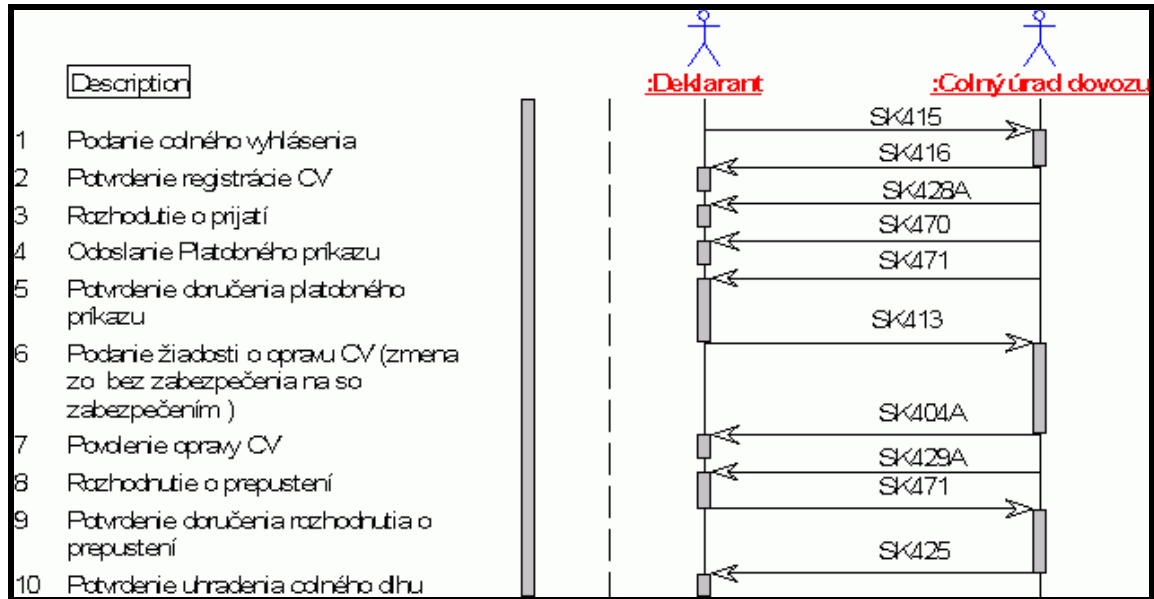 :Deklarant :Colný úrad dovozu
Description
SK415
1 Podanie colného vyhlásenia
SK416
2 Potvrdenie registrácie CV
SK428A
3 Rozhodutie o prijatí
SK470
4 Odoslanie Platobného príkazu
SK471
5 Potvrdenie doručenia platobného
príkazu
SK413
6 Podanie žiadosti o opravu CV (zmena
zo bez zabezpečenia na so
zabezpečením )
SK404A
7 Povolenie opravy CV
SK429A
8 Rozhodnutie o prepustení
SK471
9 Potvrdenie doručenia rozhodnutia o
prepustení
SK425
10 Potvrdenie uhradenia colného dlhu